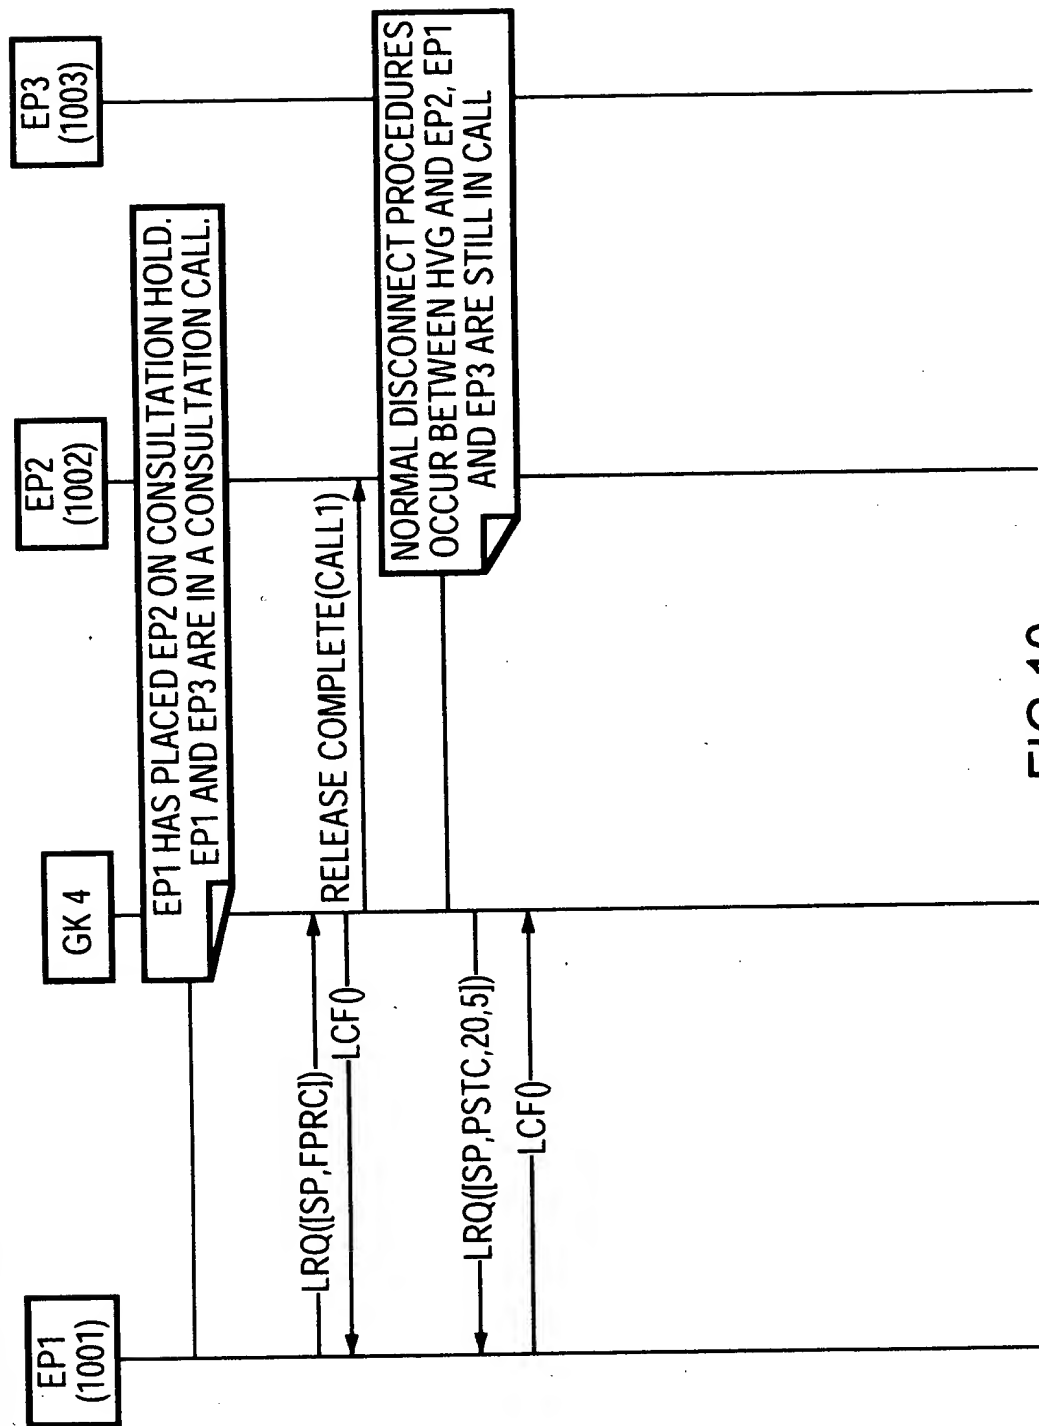 EP1
(1001)
GK 4
EP2
(1002)
EP3
(1003)
EP1 HAS PLACED EP2 ON CONSULTATION HOLD.
EP1 AND EP3 ARE IN A CONSULTATION CALL.
LRQ([SP,FPRC])
LCF()
RELEASE COMPLETE(CALL1)
NORMAL DISCONNECT PROCEDURES
OCCUR BETWEEN HVG AND EP2, EP1
AND EP3 ARE STILL IN CALL
LRQ([SP,PSTC,20,5])
LCF()